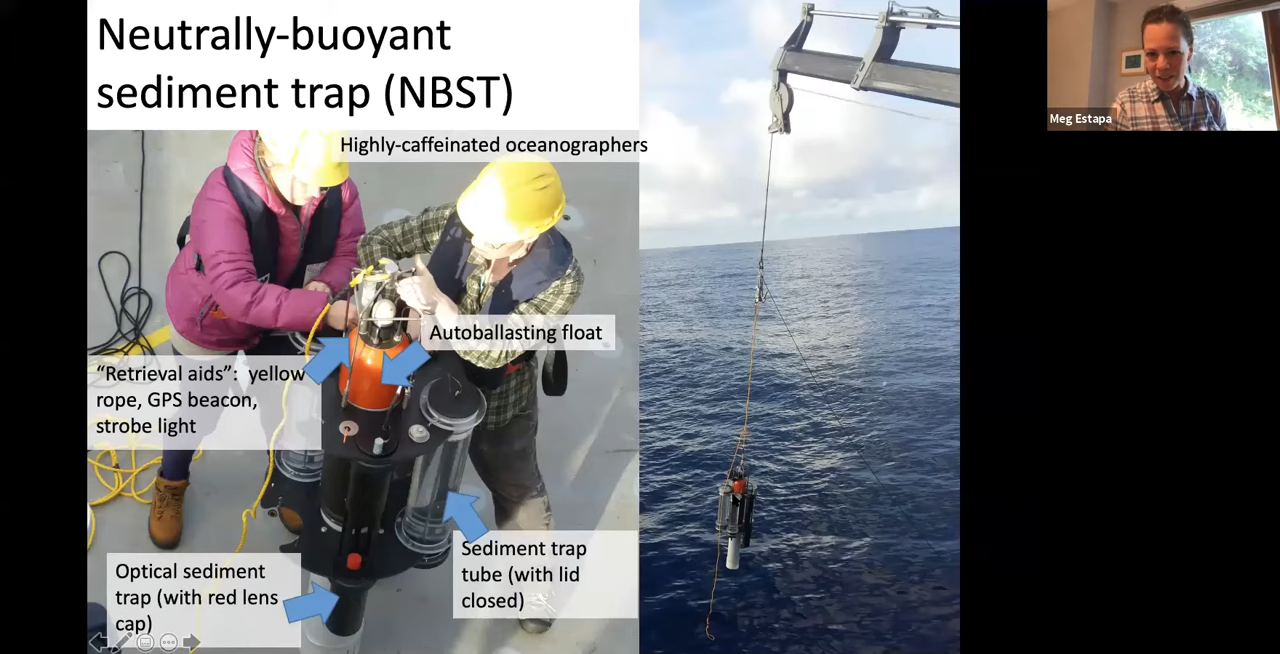 Neutrally-buoyant
sediment trap (NBST)
Highly-caffeinated oceanographers
Autoballasting float
“Retrieval aids”: yellow
rope, GPS beacon,
strobe light
Sediment trap
tube (with lid
closed)
Optical sediment
trap (with red lens
cap)
Meg Estapa